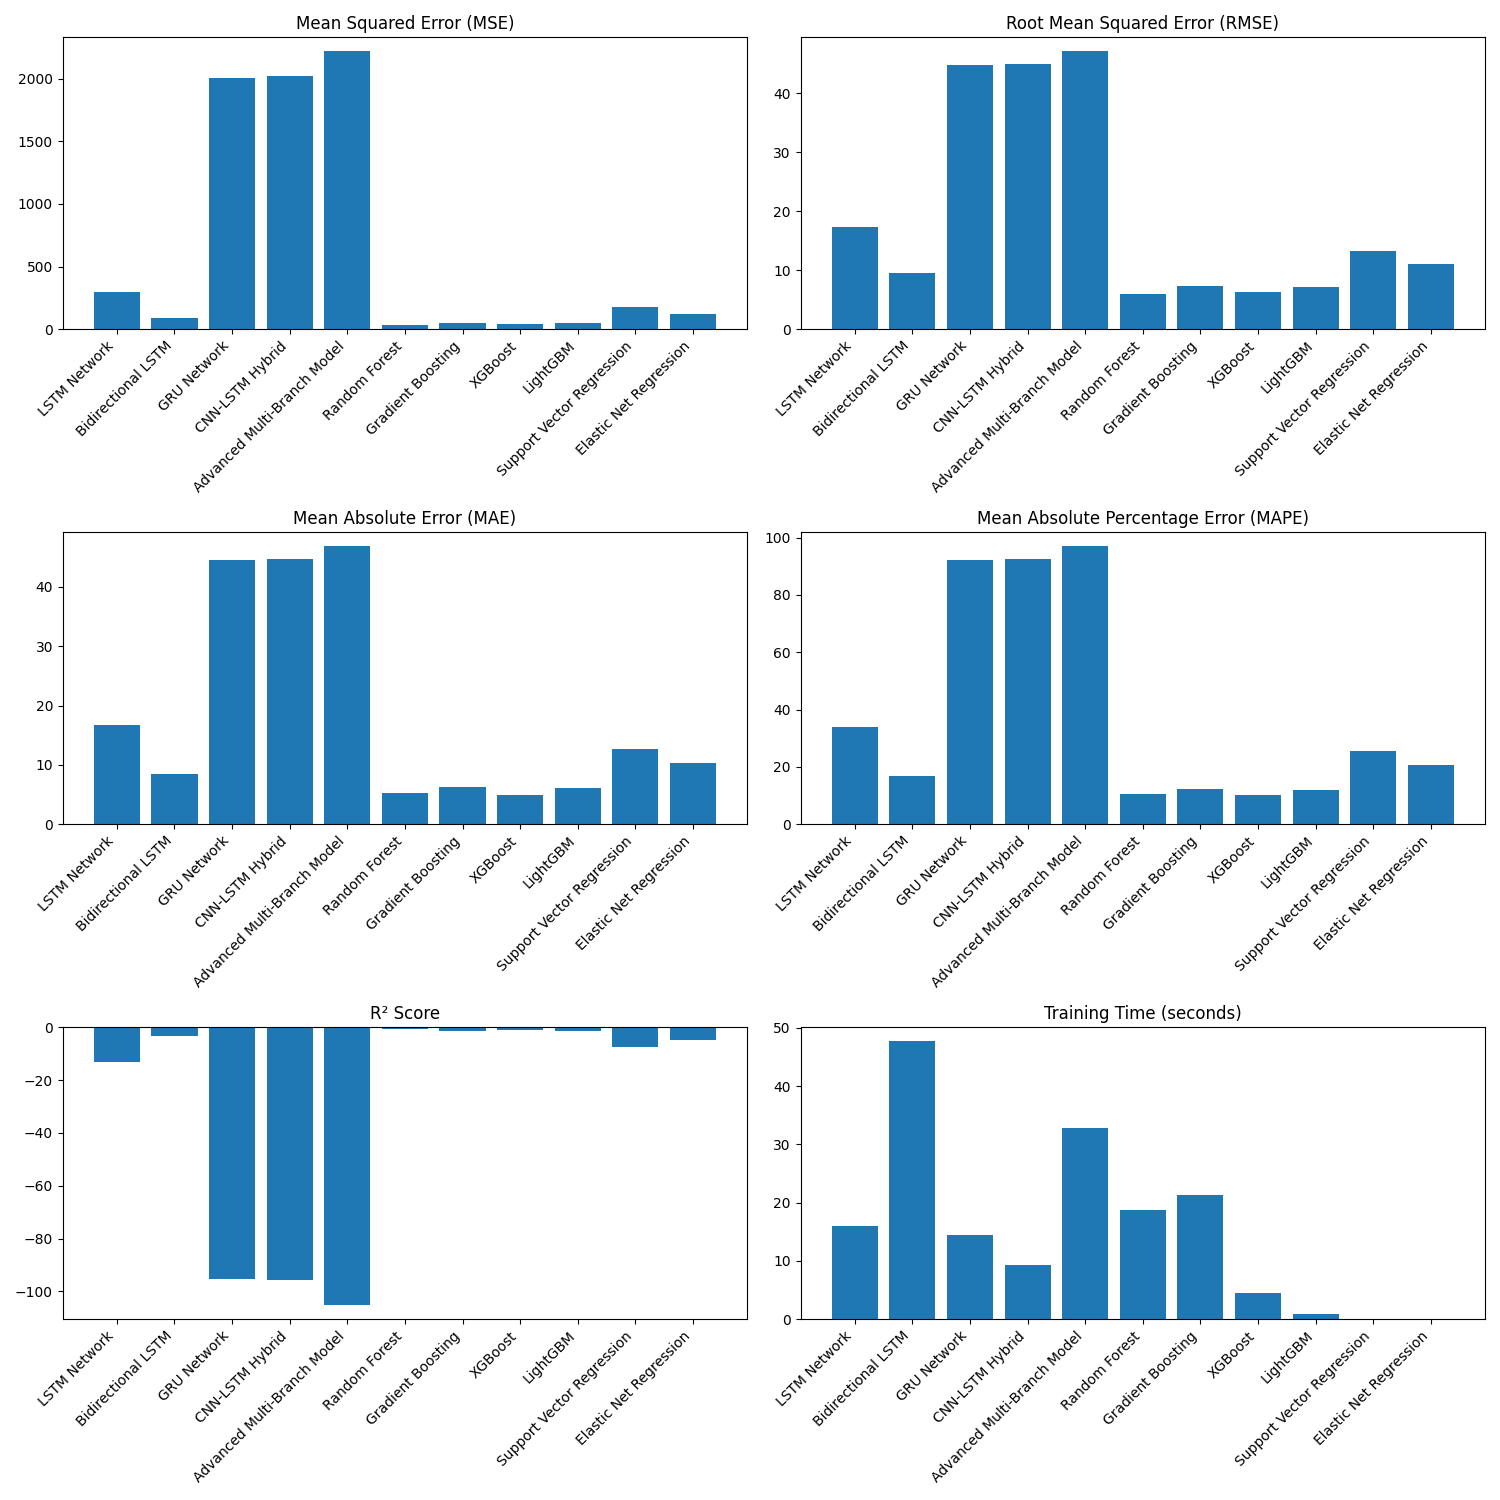 Mean Squared Error (MSE)
2000
1500
1000
500
0
LSTM Network
Bidirectional LSTM
GRU Network
CNN-LSTM Hybrid
Advanced Multi-Branch Model
Random Forest
Gradient Boosting
XGBoost
LightGBM
Support Vector Regression
Elastic Net Regression
Root Mean Squared Error (RMSE)
40
30
20
10
0
LSTM Network
Bidirectional LSTM
GRU Network
CNN-LSTM Hybrid
Advanced Multi-Branch Model
Random Forest
Gradient Boosting
XGBoost
LightGBM
Support Vector Regression
Elastic Net Regression
Mean Absolute Error (MAE)
40
30
20
10
0
LSTM Network
Bidirectional LSTM
GRU Network
CNN-LSTM Hybrid
Advanced Multi-Branch Model
Random Forest
Gradient Boosting
XGBoost
LightGBM
Support Vector Regression
Elastic Net Regression
Mean Absolute Percentage Error (MAPE)
100
80
60
40
20
0
LSTM Network
Bidirectional LSTM
GRU Network
CNN-LSTM Hybrid
Advanced Multi-Branch Model
Random Forest
Gradient Boosting
XGBoost
LightGBM
Support Vector Regression
Elastic Net Regression
R² Score
0
−20
−40
−60
−80
−100
LSTM Network
Bidirectional LSTM
GRU Network
CNN-LSTM Hybrid
Advanced Multi-Branch Model
Random Forest
Gradient Boosting
XGBoost
LightGBM
Support Vector Regression
Elastic Net Regression
Training Time (seconds)
50
40
30
20
10
0
LSTM Network
Bidirectional LSTM
GRU Network
CNN-LSTM Hybrid
Advanced Multi-Branch Model
Random Forest
Gradient Boosting
XGBoost
LightGBM
Support Vector Regression
Elastic Net Regression